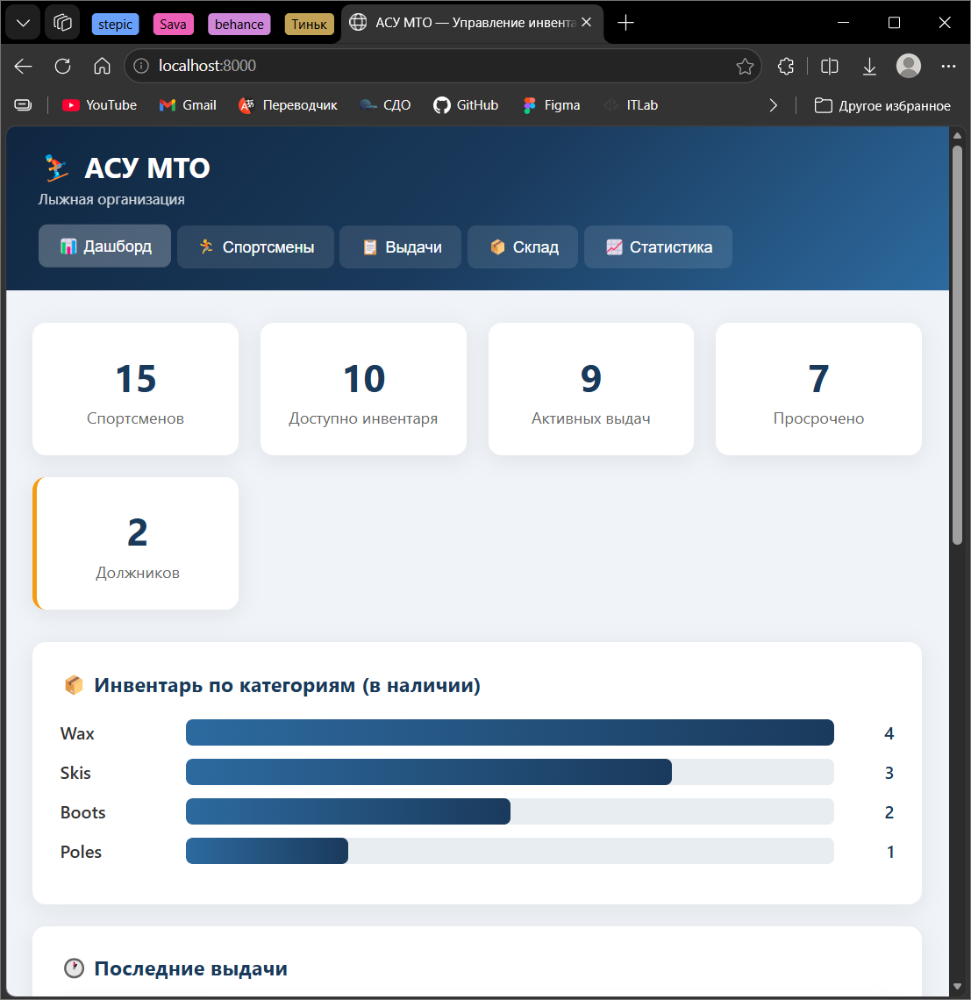 stepic Sava behance Тиньк АСУ МТО — Управление инвента
localhost:8000
YouTube Gmail Переводчик СДО GitHub Figma ITLab Другое избранное
АСУ МТО
Лыжная организация
Дашборд Спортсмены Выдачи Склад Статистика
15 10 9 7
Спортсменов Доступно инвентаря Активных выдач Просрочено
2
Должников
Инвентарь по категориям (в наличии)
Wax 4
Skis 3
Boots 2
Poles 1
Последние выдачи